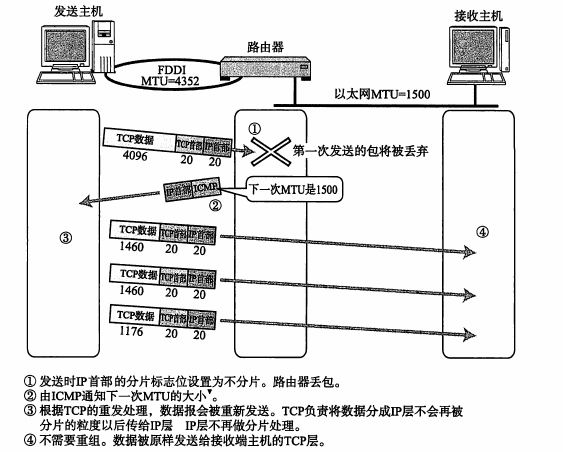 发送主机
接收主机
路由器
FDDI
MTU=4352
以太网MTU=1500
①
TCP数据 TCP首部 IP首部
4096 20 20
第一次发送的包将被丢弃
IP首部 ICMP
下一次MTU是1500
②
③
④
TCP数据 TCP首部 IP首部
1460 20 20
TCP数据 TCP首部 IP首部
1460 20 20
TCP数据 TCP首部 IP首部
1176 20 20
① 发送时IP首部的分片标志位设置为不分片。路由器丢包。
② 由ICMP通知下一次MTU的大小▼。
③ 根据TCP的重发处理，数据报会被重新发送。TCP负责将数据分成IP层不会再被
分片的粒度以后传给IP层 IP层不再做分片处理。
④ 不需要重组。数据被原样发送给接收端主机的TCP层。